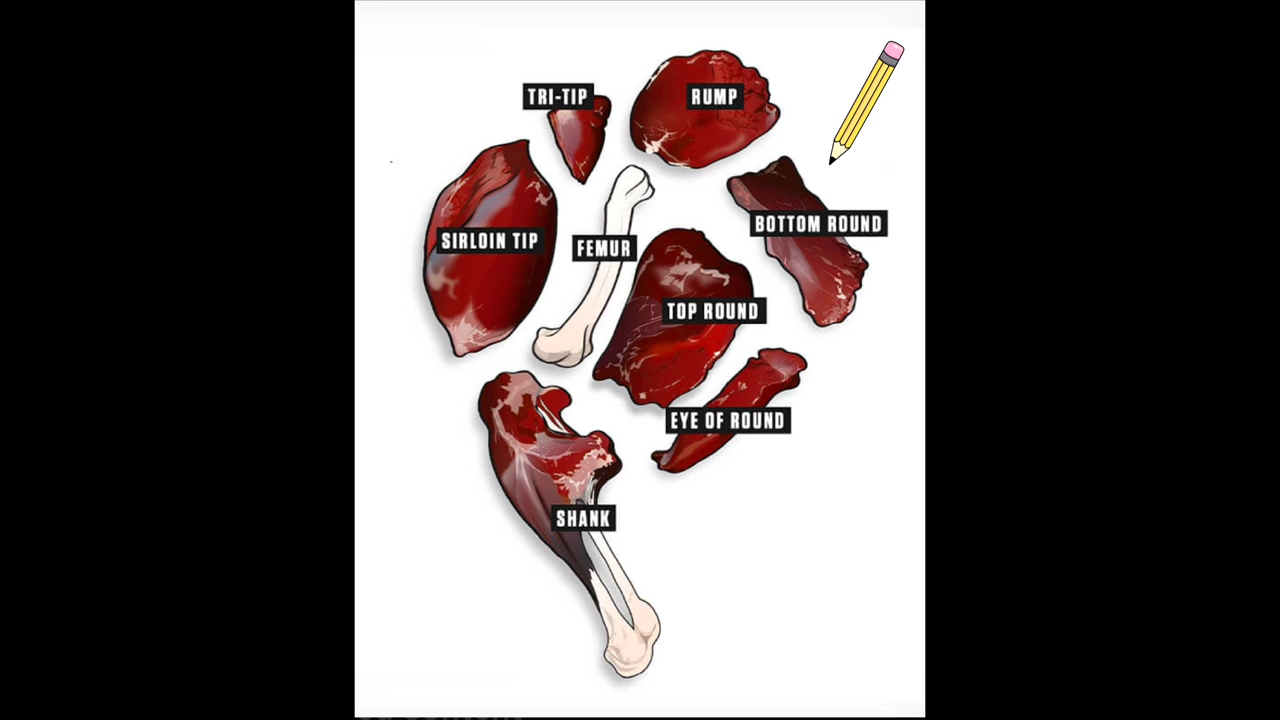 TRI-TIP
RUMP
BOTTOM ROUND
SIRLOIN TIP
FEMUR
TOP ROUND
EYE OF ROUND
SHANK